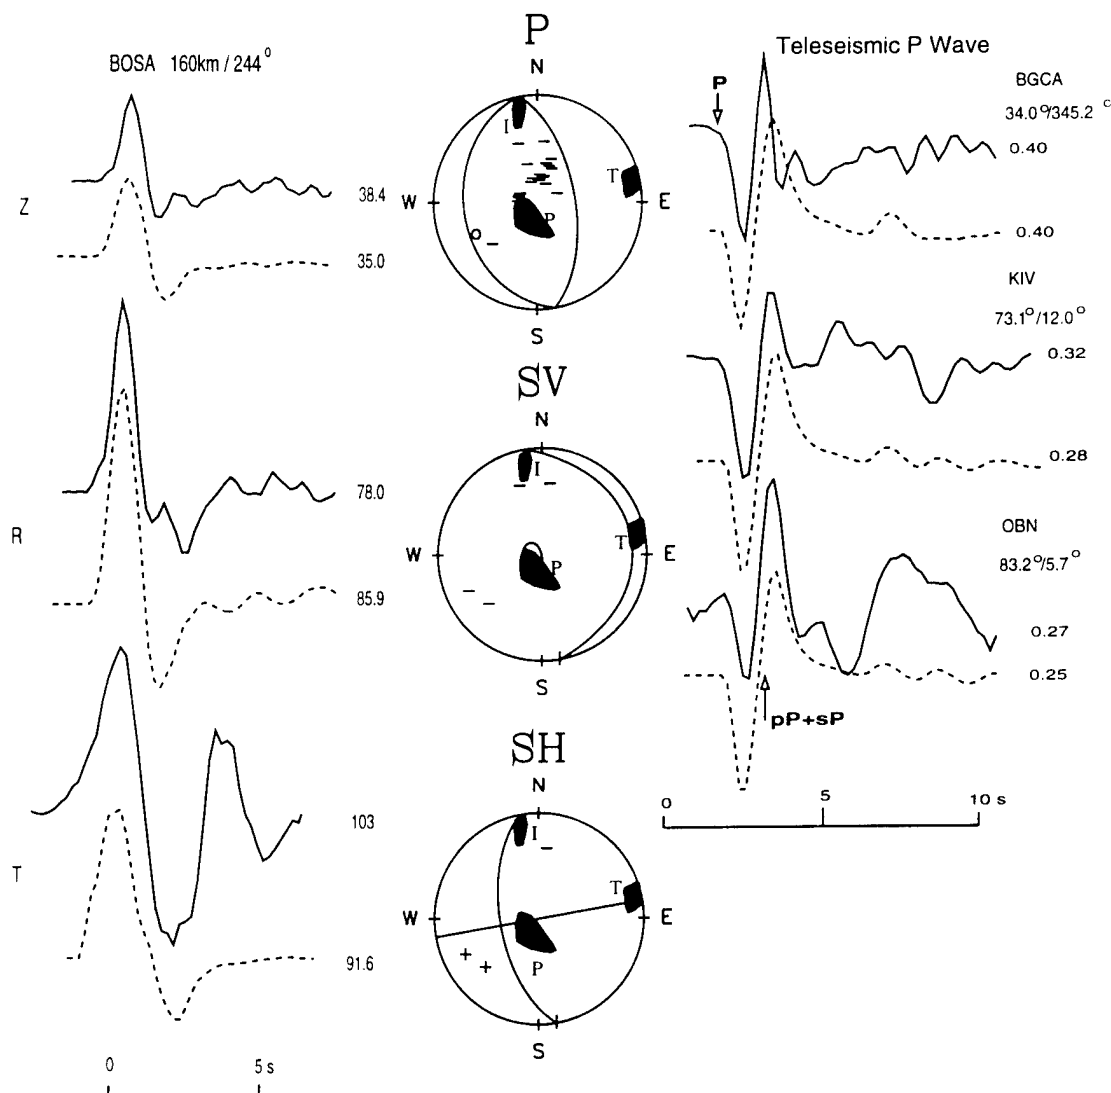 BOSA 160km / 244°
Z
38.4
35.0
R
78.0
85.9
T
103
91.6
0 5 s
P
N
I
T
W E
P
o
S
SV
N
I
T
W E
P
S
SH
N
I
T
W E
P
S
Teleseismic P Wave
P
BGCA
34.0°/345.2 °
0.40
0.40
KIV
73.1°/12.0°
0.32
0.28
OBN
83.2°/5.7°
0.27
0.25
pP+sP
0 5 10 s